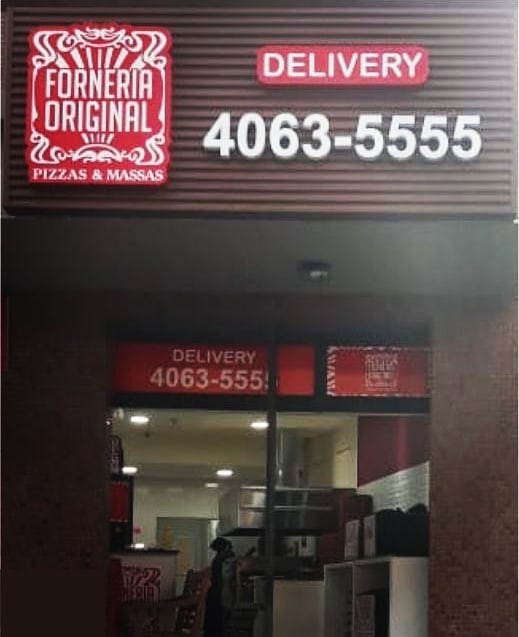 FORNERIA
ORIGINAL
PIZZAS & MASSAS
DELIVERY
4063-5555
DELIVERY
4063-5555